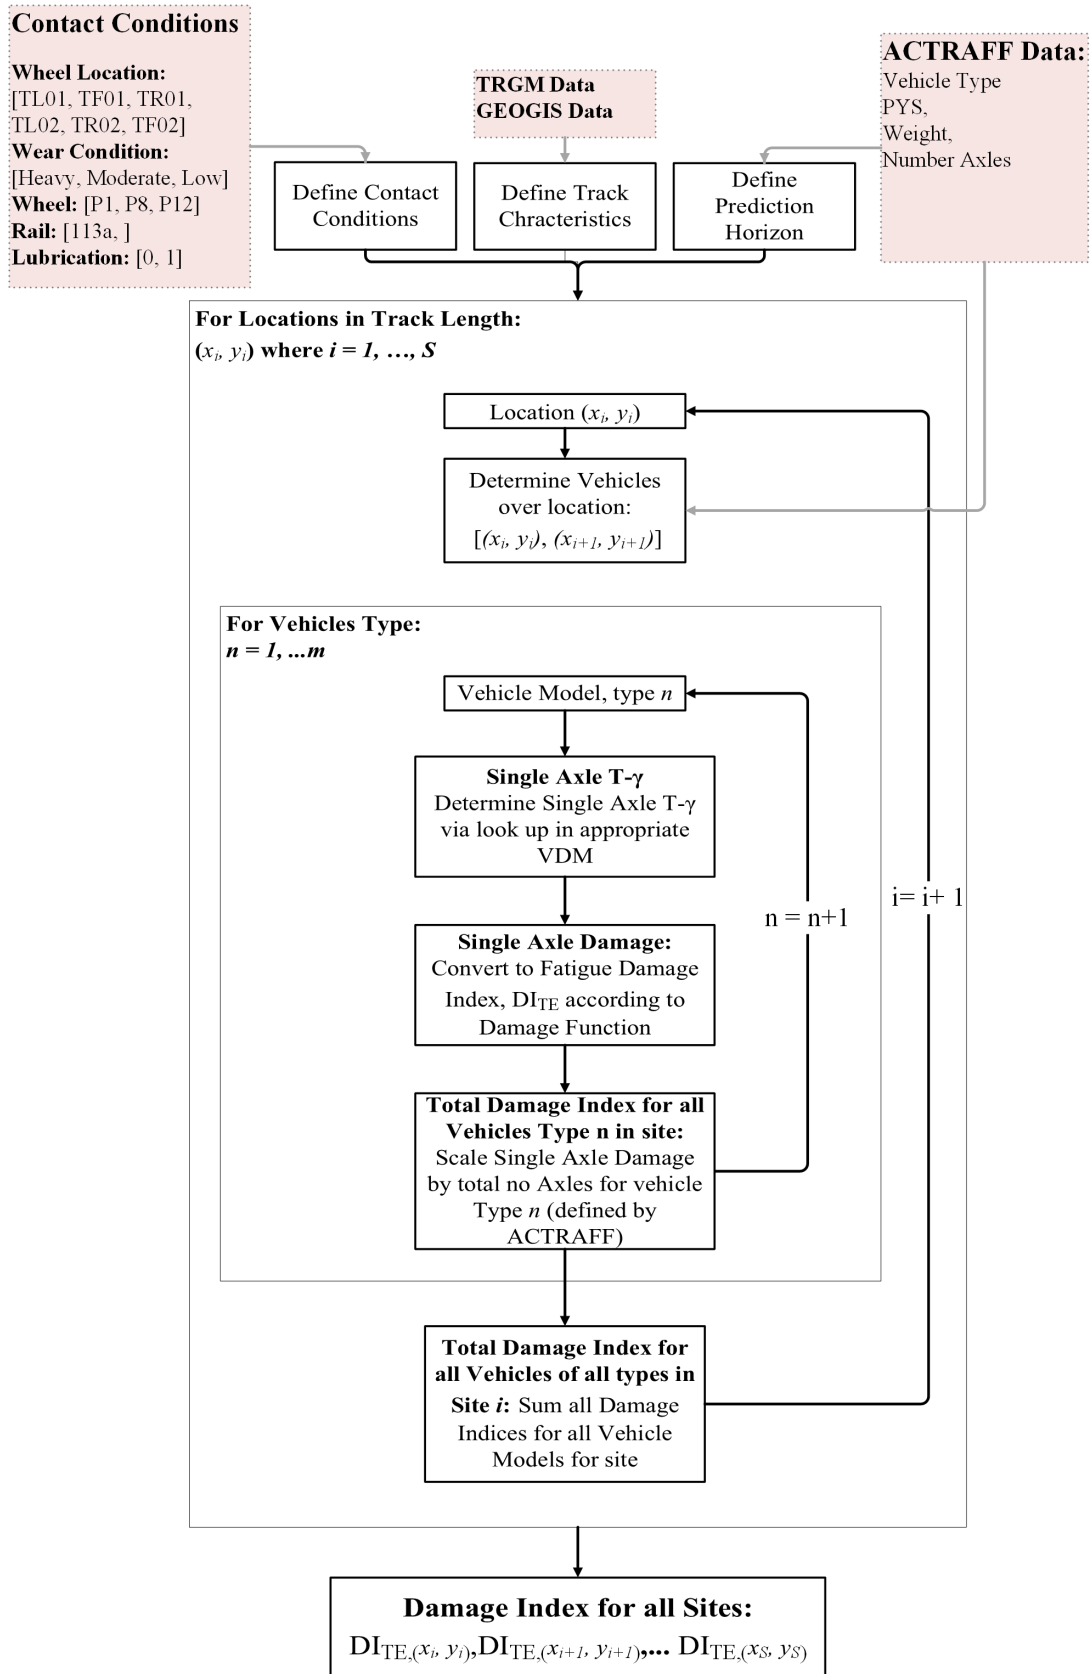 Contact Conditions
Wheel Location:
[TL01, TF01, TR01,
TL02, TR02, TF02]
Wear Condition:
[Heavy, Moderate, Low]
Wheel: [P1, P8, P12]
Rail: [113a, ]
Lubrication: [0, 1]
TRGM Data
GEOGIS Data
ACTRAFF Data:
Vehicle Type
PYS,
Weight,
Number Axles
Define Contact
Conditions
Define Track
Chracteristics
Define
Prediction
Horizon
For Locations in Track Length:
(xi, yi) where i = 1, …, S
Location (xi, yi)
Determine Vehicles
over location:
[(xi, yi), (xi+1, yi+1)]
For Vehicles Type:
n = 1, ...m
Vehicle Model, type n
Single Axle T-γ
Determine Single Axle T-γ
via look up in appropriate
VDM
Single Axle Damage:
Convert to Fatigue Damage
Index, DITE according to
Damage Function
Total Damage Index for all
Vehicles Type n in site:
Scale Single Axle Damage
by total no Axles for vehicle
Type n (defined by
ACTRAFF)
n = n+1
i= i+ 1
Total Damage Index for
all Vehicles of all types in
Site i: Sum all Damage
Indices for all Vehicle
Models for site
Damage Index for all Sites:
DITE,(xi, yi),DITE,(xi+1, yi+1),... DITE,(xS, yS)